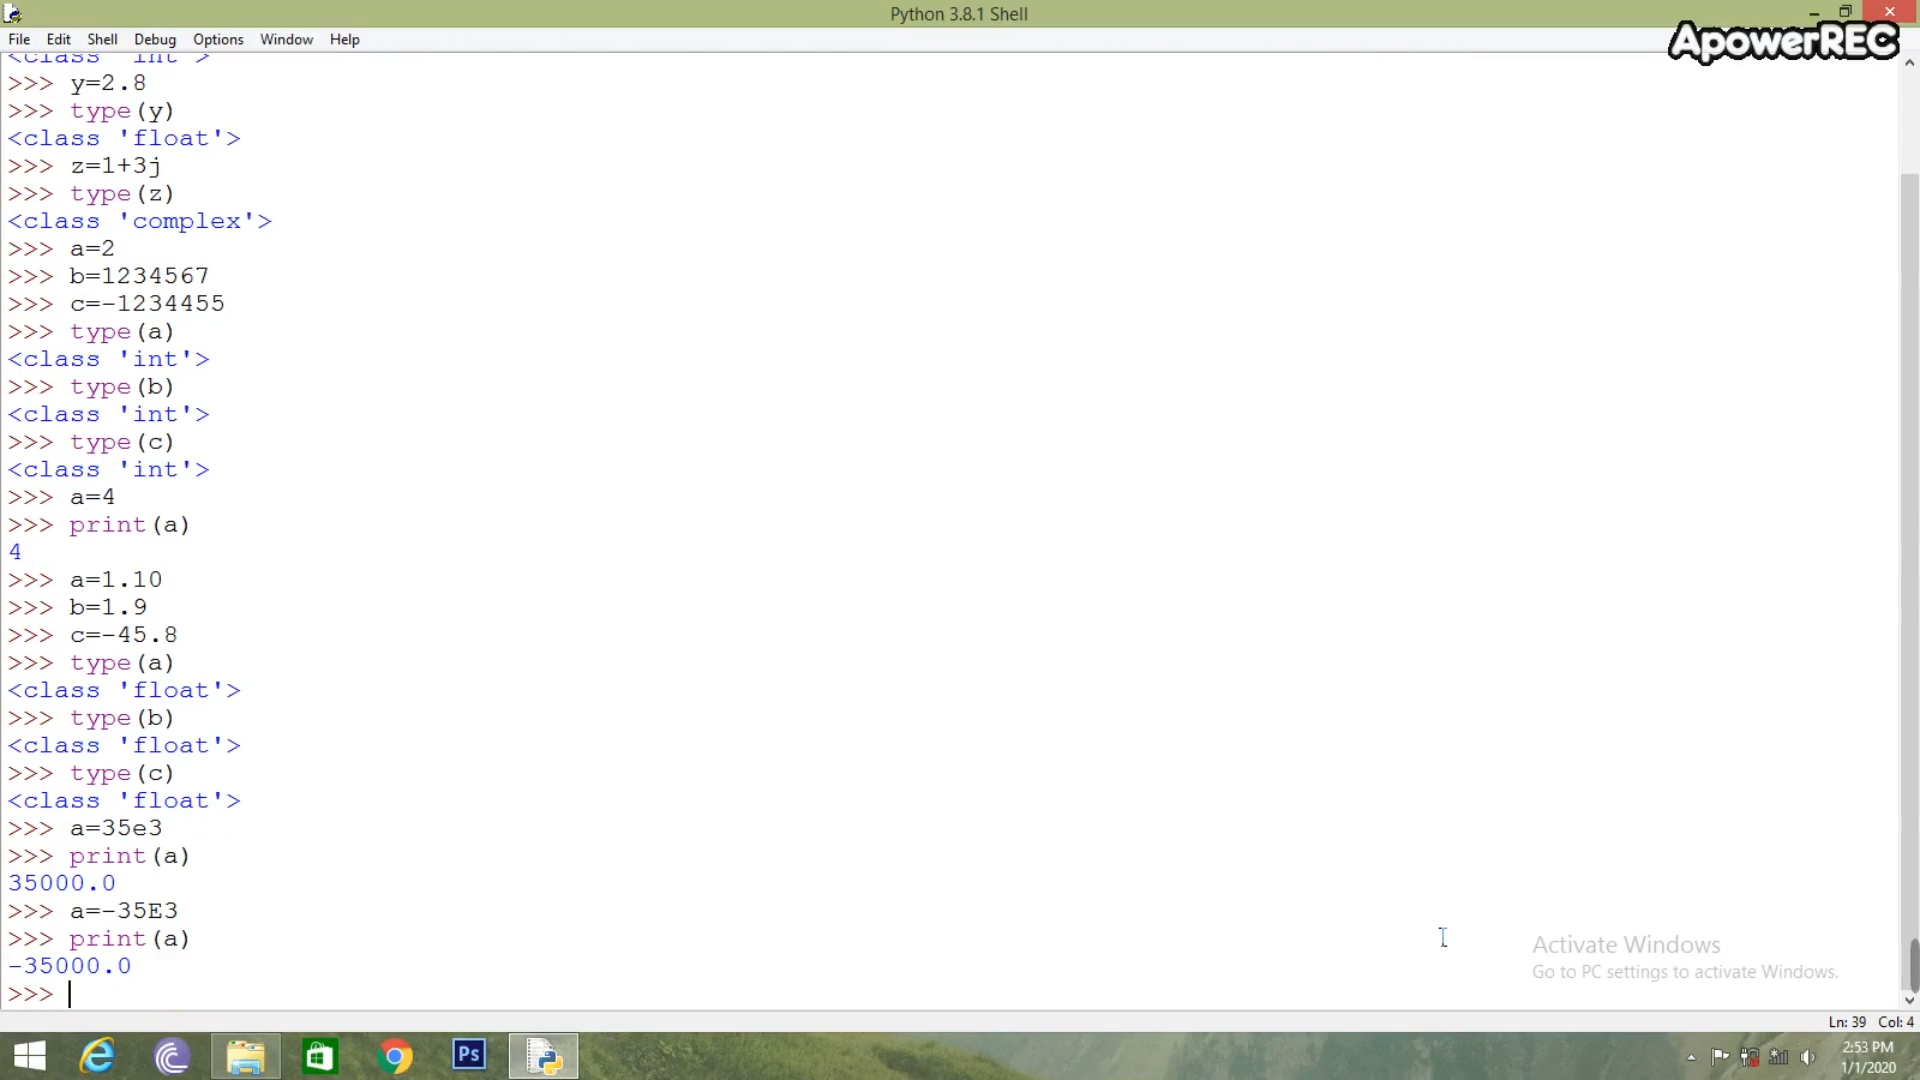 Python 3.8.1 Shell
File Edit Shell Debug Options Window Help
ApowerREC
<class 'int'>
>>> y=2.8
>>> type(y)
<class 'float'>
>>> z=1+3j
>>> type(z)
<class 'complex'>
>>> a=2
>>> b=1234567
>>> c=-1234455
>>> type(a)
<class 'int'>
>>> type(b)
<class 'int'>
>>> type(c)
<class 'int'>
>>> a=4
>>> print(a)
4
>>> a=1.10
>>> b=1.9
>>> c=-45.8
>>> type(a)
<class 'float'>
>>> type(b)
<class 'float'>
>>> type(c)
<class 'float'>
>>> a=35e3
>>> print(a)
35000.0
>>> a=-35E3
>>> print(a)
-35000.0
>>>
Activate Windows
Go to PC settings to activate Windows.
Ln: 39 Col: 4
Ps
2:53 PM
1/1/2020